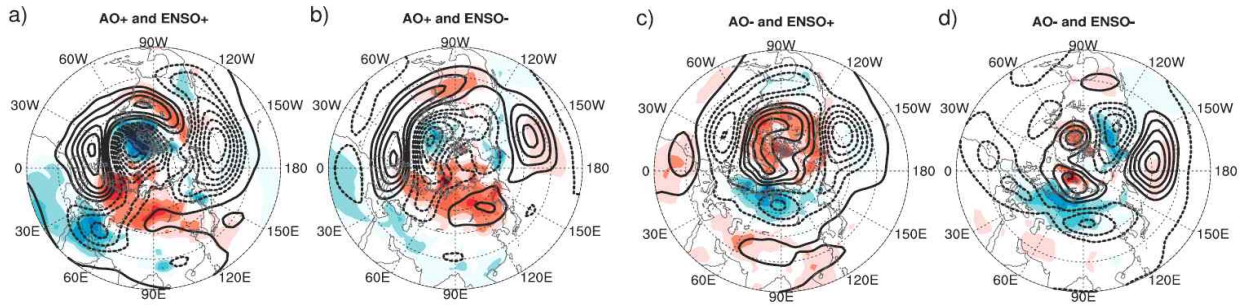 a) AO+ and ENSO+
90W
60W 120W
30W 150W
0 180
30E 150E
60E 120E
90E
b) AO+ and ENSO-
90W
60W 120W
30W 150W
0 180
30E 150E
60E 120E
90E
c) AO- and ENSO+
90W
60W 120W
30W 150W
0 180
30E 150E
60E 120E
90E
d) AO- and ENSO-
90W
60W 120W
30W 150W
0 180
30E 150E
60E 120E
90E